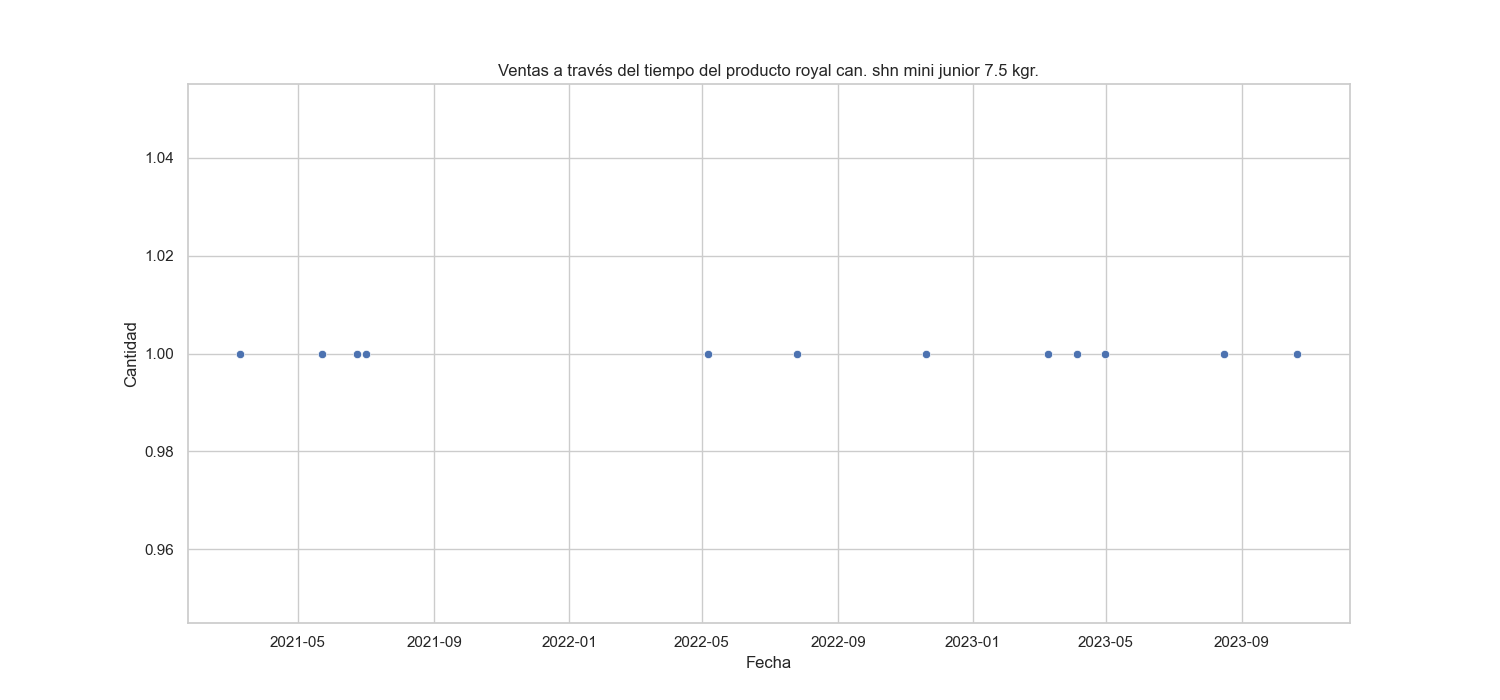 Ventas a través del tiempo del producto royal can. shn mini junior 7.5 kgr.
1.04
1.02
1.00
0.98
0.96
Cantidad
2021-05 2021-09 2022-01 2022-05 2022-09 2023-01 2023-05 2023-09
Fecha